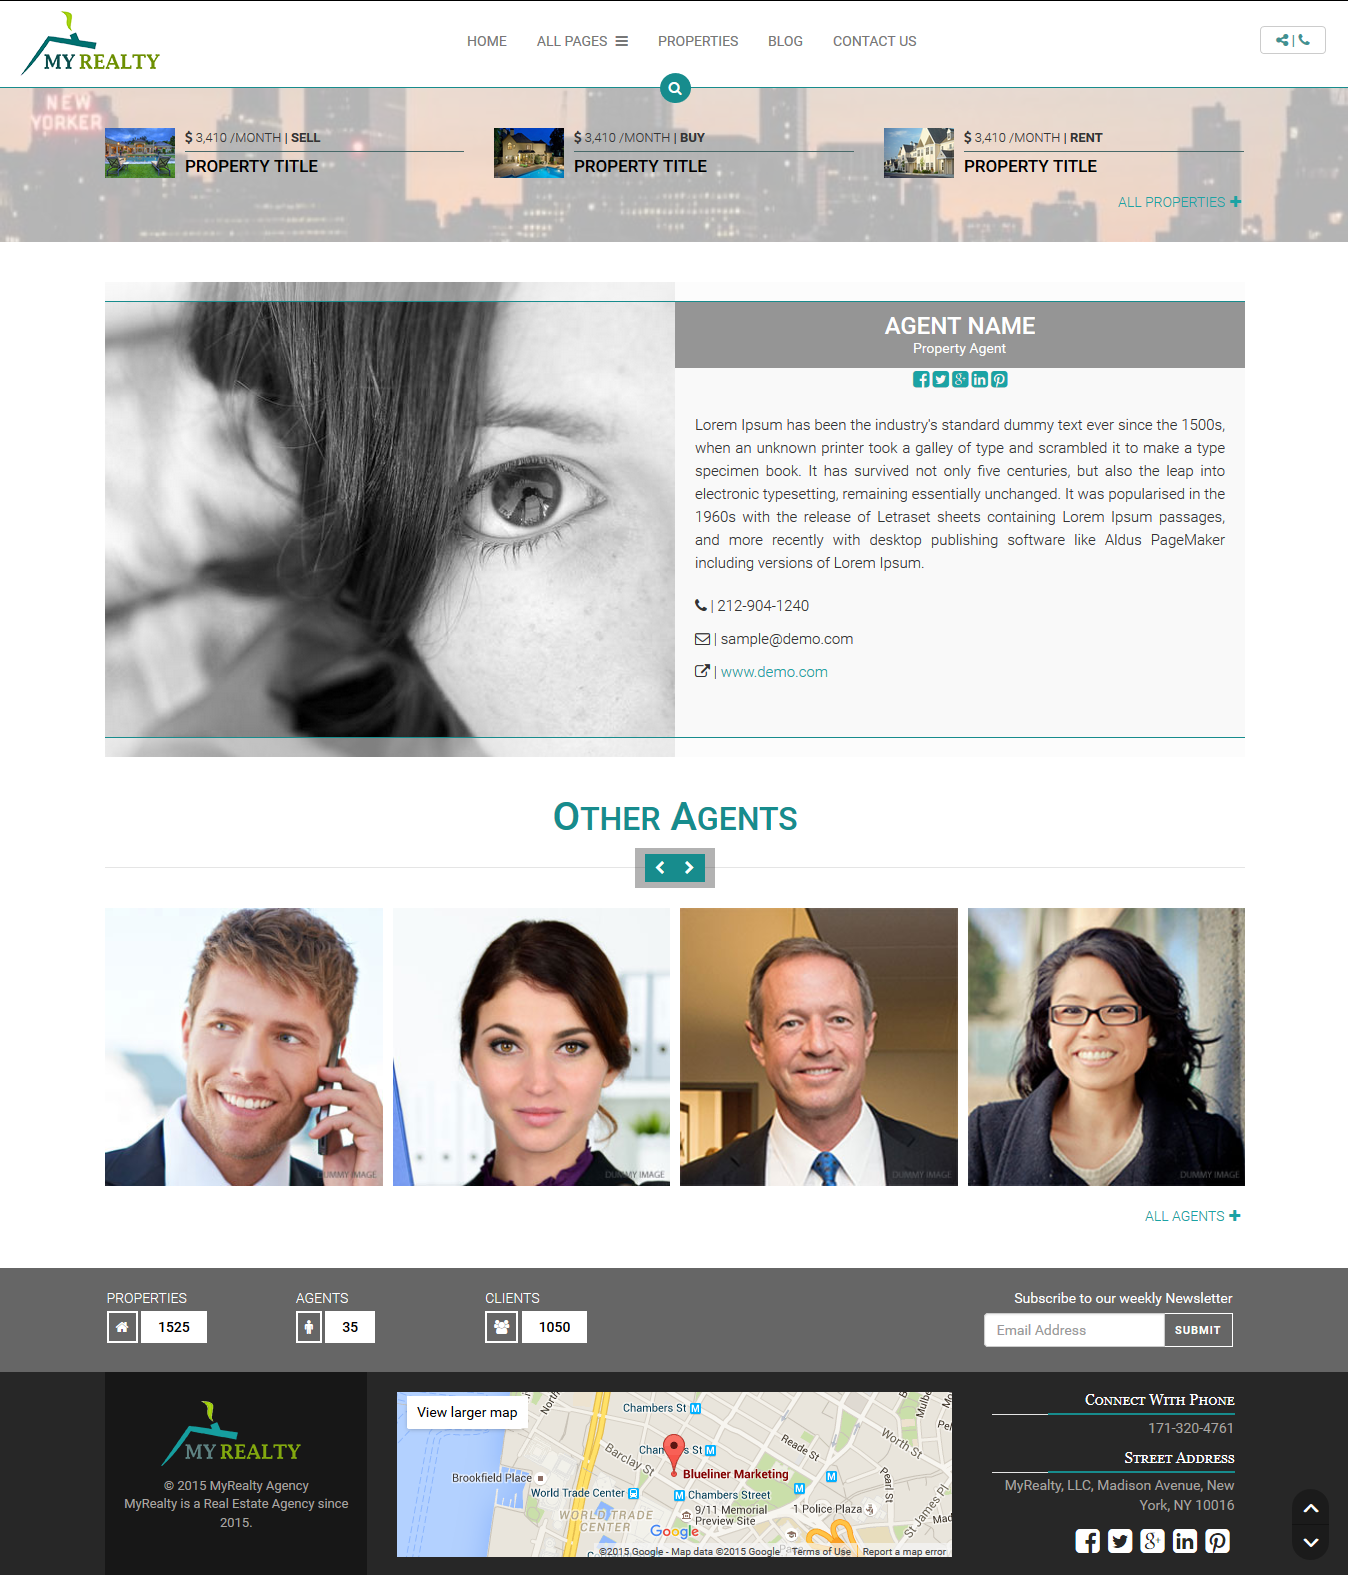 MY REALTY
HOME
ALL PAGES
PROPERTIES
BLOG
CONTACT US
|
NEW
YORKER
$ 3,410 /MONTH | SELL
PROPERTY TITLE
$ 3,410 /MONTH | BUY
PROPERTY TITLE
$ 3,410 /MONTH | RENT
PROPERTY TITLE
ALL PROPERTIES
AGENT NAME
Property Agent
Lorem Ipsum has been the industry's standard dummy text ever since the 1500s,
when an unknown printer took a galley of type and scrambled it to make a type
specimen book. It has survived not only five centuries, but also the leap into
electronic typesetting, remaining essentially unchanged. It was popularised in the
1960s with the release of Letraset sheets containing Lorem Ipsum passages,
and more recently with desktop publishing software like Aldus PageMaker
including versions of Lorem Ipsum.
| 212-904-1240
| sample@demo.com
| www.demo.com
OTHER AGENTS
DUMMY IMAGE
DUMMY IMAGE
DUMMY IMAGE
DUMMY IMAGE
ALL AGENTS
PROPERTIES
1525
AGENTS
35
CLIENTS
1050
Subscribe to our weekly Newsletter
Email Address
SUBMIT
MY REALTY
© 2015 MyRealty Agency
MyRealty is a Real Estate Agency since
2015.
View larger map
Chambers St
Reade St
Worth St
Barclay St
Blueliner Marketing
Brookfield Place
World Trade Center
Chambers Street
9/11 Memorial
Preview Site
1 Police Plaza
WORLD TRADE
CENTER
Pearl St
St James Pl
Google
©2015 Google - Map data ©2015 Google
Terms of Use
Report a map error
CONNECT WITH PHONE
171-320-4761
STREET ADDRESS
MyRealty, LLC, Madison Avenue, New
York, NY 10016